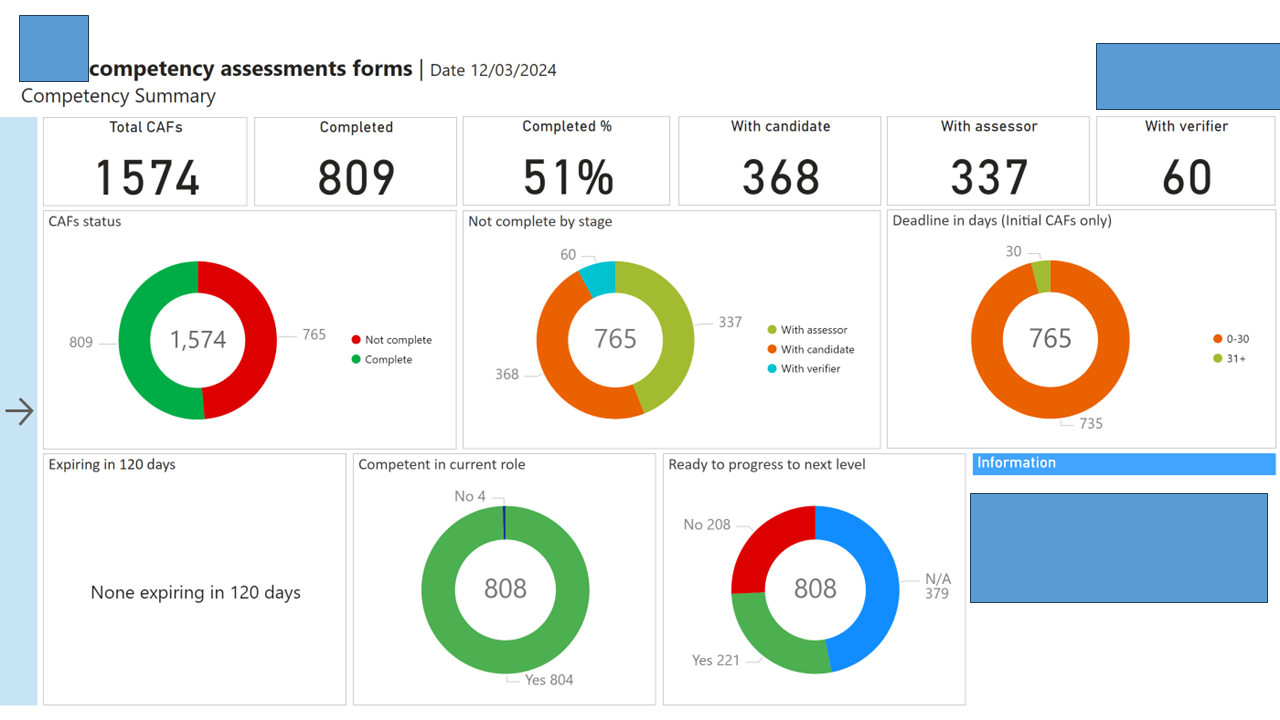 competency assessments forms | Date 12/03/2024
Competency Summary
Total CAFs
1574
Completed
809
Completed %
51%
With candidate
368
With assessor
337
With verifier
60
CAFs status
809
1,574
765
Not complete
Complete
Not complete by stage
60
337
765
368
With assessor
With candidate
With verifier
Deadline in days (Initial CAFs only)
30
765
735
0-30
31+
Expiring in 120 days
None expiring in 120 days
Competent in current role
No 4
808
Yes 804
Ready to progress to next level
No 208
808
N/A
379
Yes 221
Information